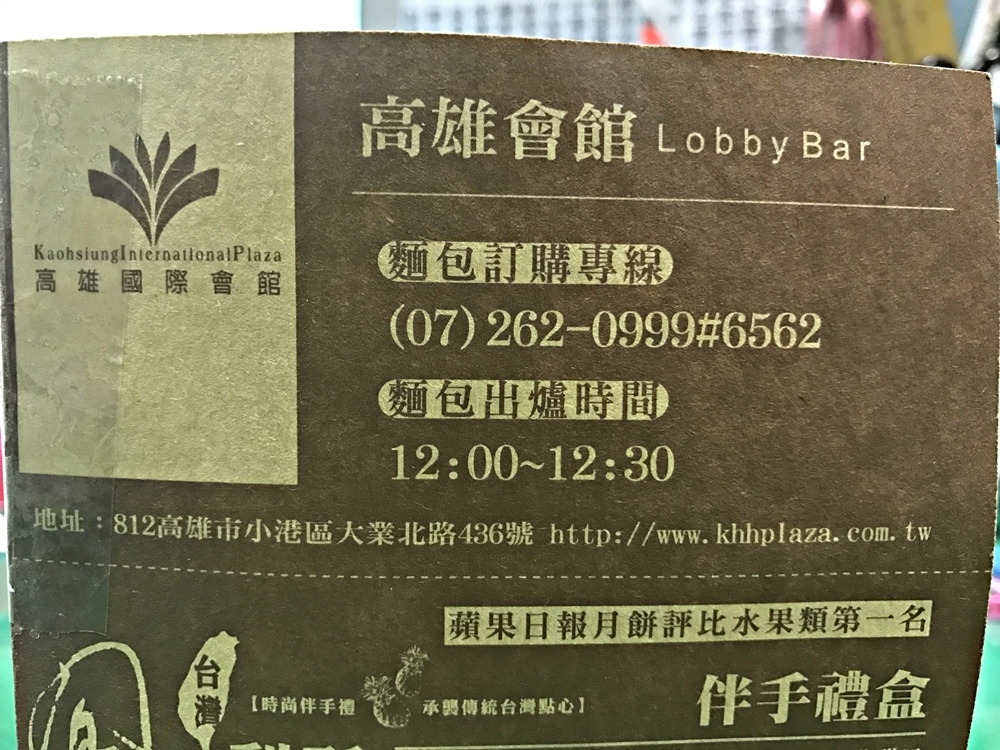 高雄會館 Lobby Bar
KaohsiungInternationalPlaza
高雄國際會館
麵包訂購專線
(07)262-0999#6562
麵包出爐時間
12:00~12:30
地址：812高雄市小港區大業北路436號 http://www.khhplaza.com.tw
蘋果日報月餅評比水果類第一名
台灣
【時尚伴手禮 承襲傳統台灣點心】
伴手禮盒